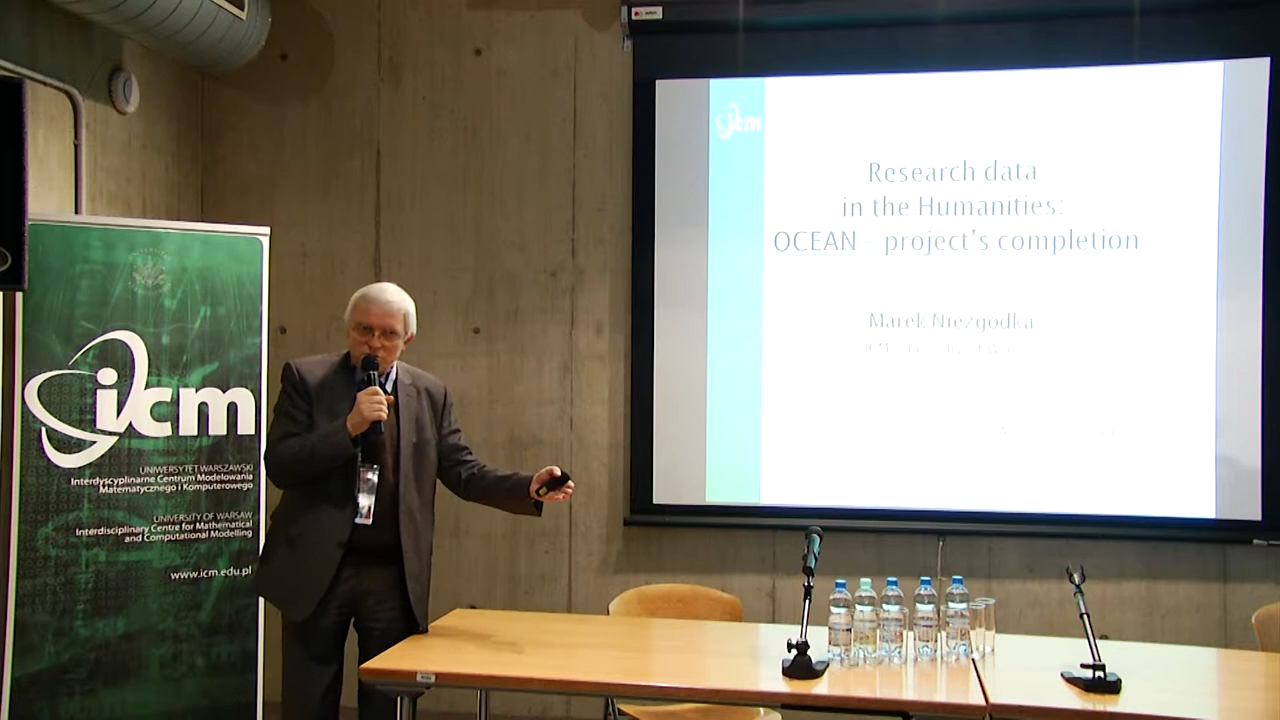 icm
UNIWERSYTET WARSZAWSKI
Interdyscyplinarne Centrum Modelowania
Matematycznego i Komputerowego
UNIVERSITY OF WARSAW
Interdisciplinary Centre for Mathematical
and Computational Modelling
www.icm.edu.pl
icm
Research data
in the Humanities:
OCEAN – project's completion
Marek Niezgódka